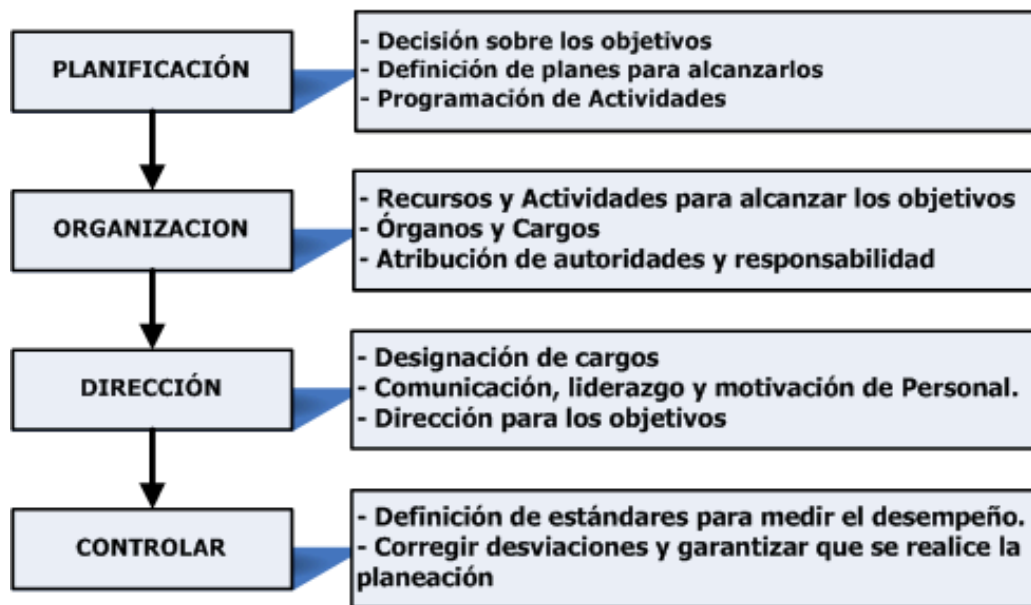 PLANIFICACIÓN
- Decisión sobre los objetivos
- Definición de planes para alcanzarlos
- Programación de Actividades
ORGANIZACION
- Recursos y Actividades para alcanzar los objetivos
- Órganos y Cargos
- Atribución de autoridades y responsabilidad
DIRECCIÓN
- Designación de cargos
- Comunicación, liderazgo y motivación de Personal.
- Dirección para los objetivos
CONTROLAR
- Definición de estándares para medir el desempeño.
- Corregir desviaciones y garantizar que se realice la
planeación